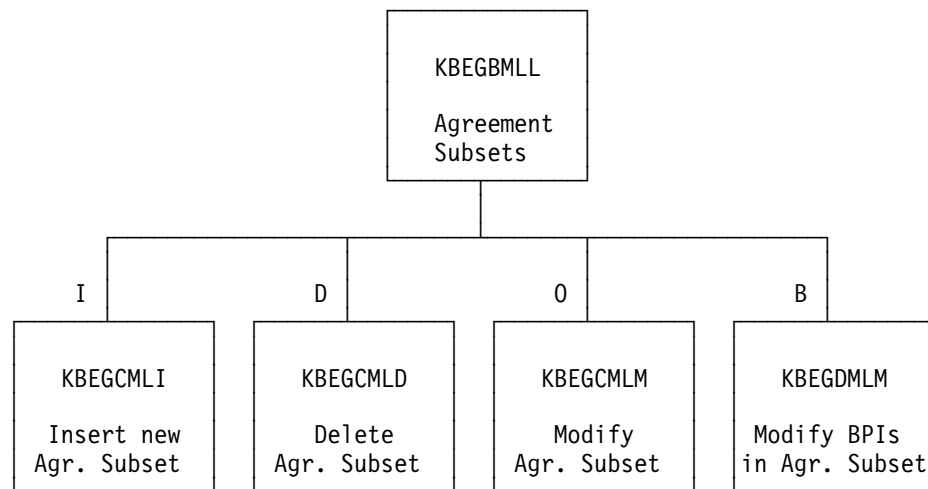 KBEGBMLL
Agreement
Subsets
I D O B
KBEGCMLI KBEGCMLD KBEGCMLM KBEGDMLM
Insert new Delete Modify Modify BPIs
Agr. Subset Agr. Subset Agr. Subset in Agr. Subset